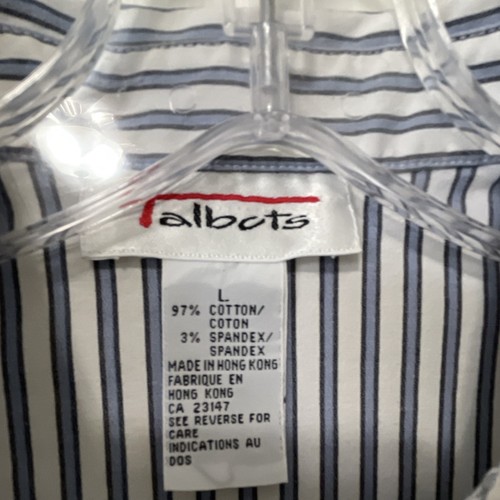 Talbots
L
97% COTTON/
COTON
3% SPANDEX/
SPANDEX
MADE IN HONG KONG
FABRIQUE EN
HONG KONG
CA 23147
SEE REVERSE FOR
CARE
INDICATIONS AU
DOS